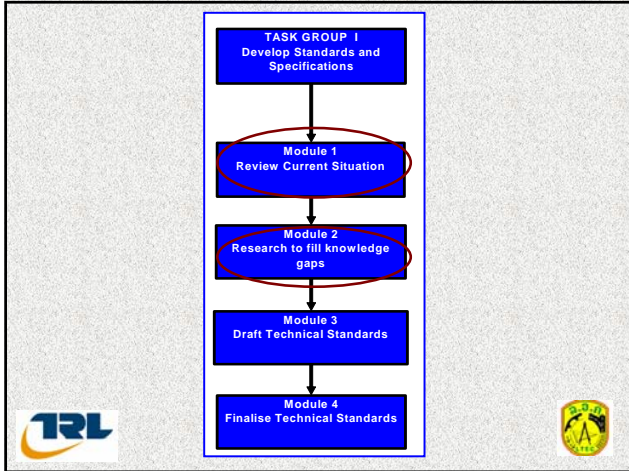 TASK GROUP I
Develop Standards and
Specifications
Module 1
Review Current Situation
Module 2
Research to fill knowledge
gaps
Module 3
Draft Technical Standards
Module 4
Finalise Technical Standards
TRL